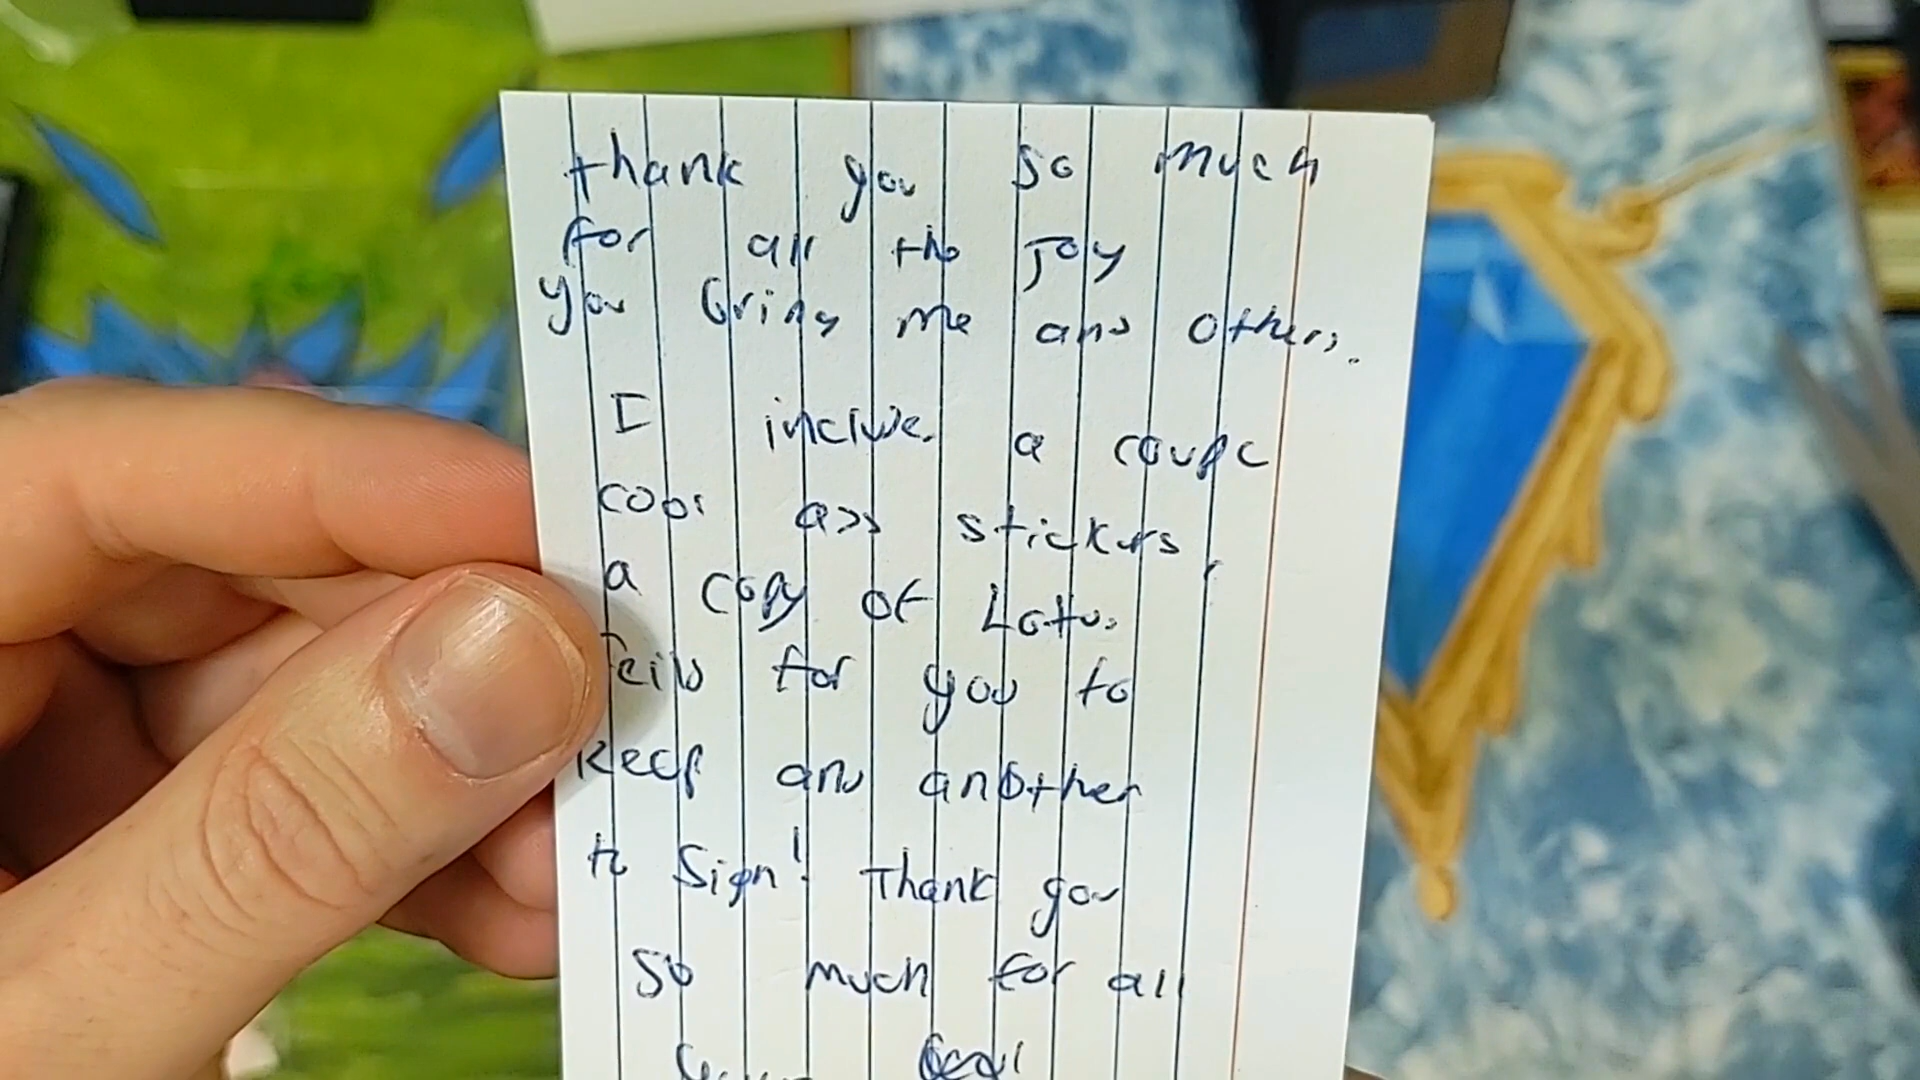 thank you so much
for all the joy
you bring me and others.
I include a couple
cool ass stickers,
a copy of Lotus
Feild for you to
keep and another
to sign! Thank you
so much for all